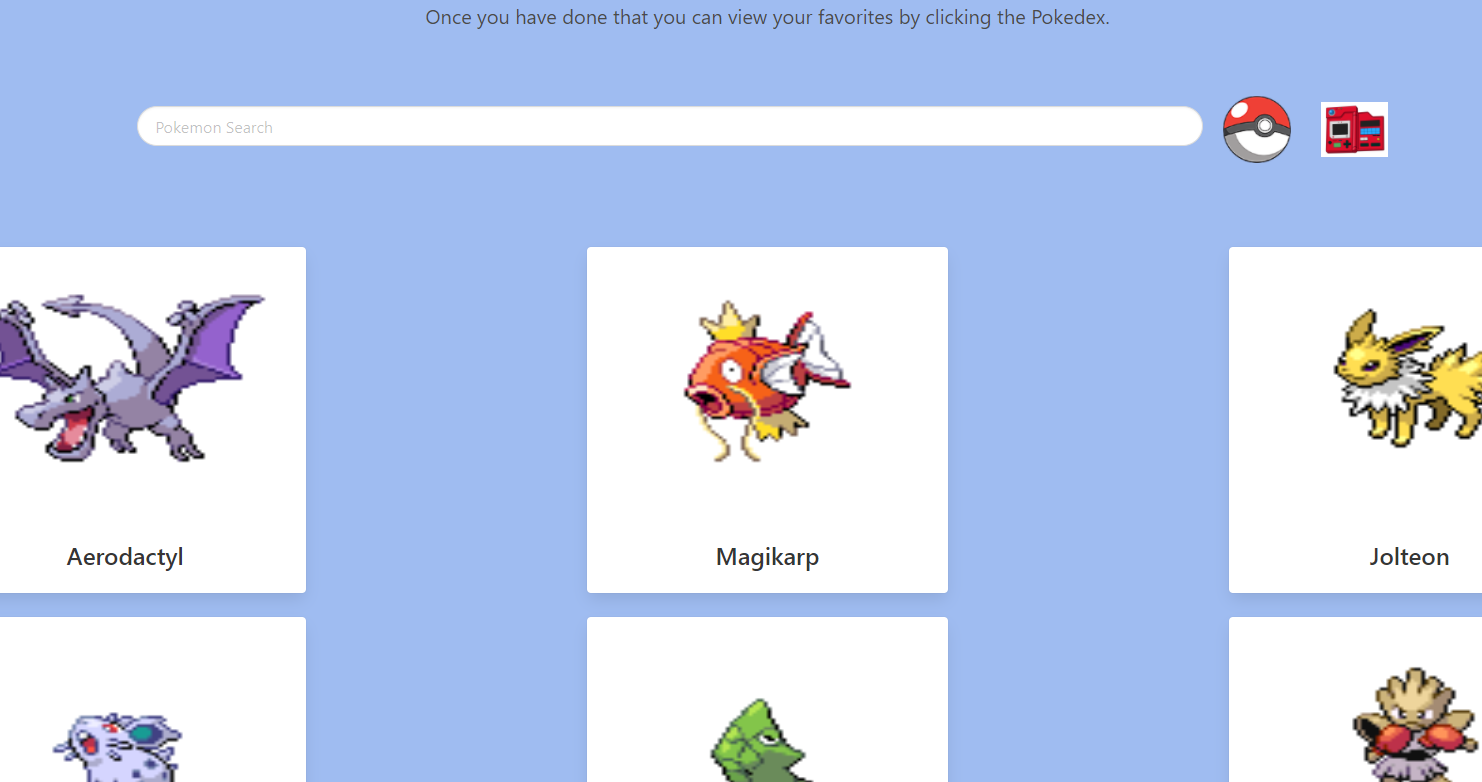 Once you have done that you can view your favorites by clicking the Pokedex.
Pokemon Search
Aerodactyl
Magikarp
Jolteon